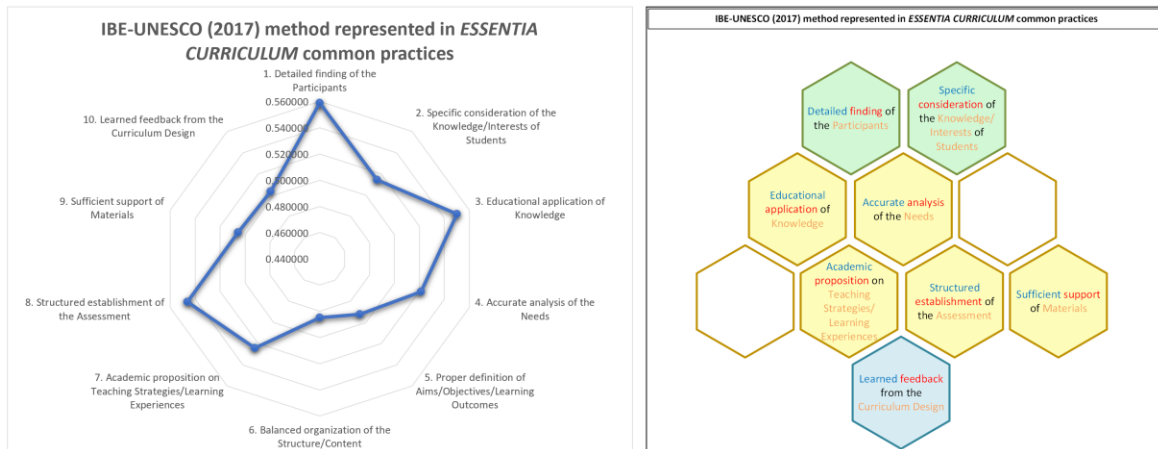 IBE-UNESCO (2017) method represented in ESSENTIA
CURRICULUM common practices
1. Detailed finding of the
Participants
0.560000
0.540000
0.520000
0.500000
0.480000
0.460000
0.440000
2. Specific consideration of the
Knowledge/Interests of
Students
3. Educational application of
Knowledge
4. Accurate analysis of the
Needs
5. Proper definition of
Aims/Objectives/Learning
Outcomes
6. Balanced organization of the
Structure/Content
7. Academic proposition on
Teaching Strategies/Learning
Experiences
8. Structured establishment of
the Assessment
9. Sufficient support of
Materials
10. Learned feedback from
the Curriculum Design
IBE-UNESCO (2017) method represented in ESSENTIA CURRICULUM common practices
Detailed finding of
the Participants
Specific
consideration of
the Knowledge/
Interests of
Students
Educational
application of
Knowledge
Accurate analysis
of the Needs
Academic
proposition on
Teaching Strategies/
Learning
Experiences
Structured
establishment of
the Assessment
Sufficient support
of Materials
Learned feedback
from the
Curriculum Design